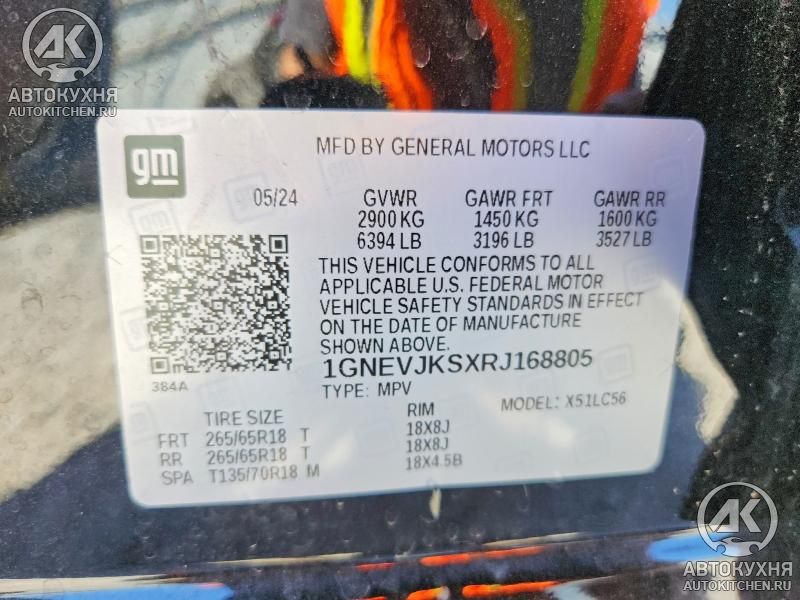 АК
АВТОКУХНЯ
AUTOKITCHEN.RU
gm
MFD BY GENERAL MOTORS LLC
05/24 GVWR GAWR FRT GAWR RR
2900 KG 1450 KG 1600 KG
6394 LB 3196 LB 3527 LB
THIS VEHICLE CONFORMS TO ALL
APPLICABLE U.S. FEDERAL MOTOR
VEHICLE SAFETY STANDARDS IN EFFECT
ON THE DATE OF MANUFACTURE
SHOWN ABOVE.
384A
1GNEVJKSXRJ168805
TYPE: MPV MODEL: X51LC56
TIRE SIZE RIM
FRT 265/65R18 T 18X8J
RR 265/65R18 T 18X8J
SPA T135/70R18 M 18X4.5B
АК
АВТОКУХНЯ
AUTOKITCHEN.RU